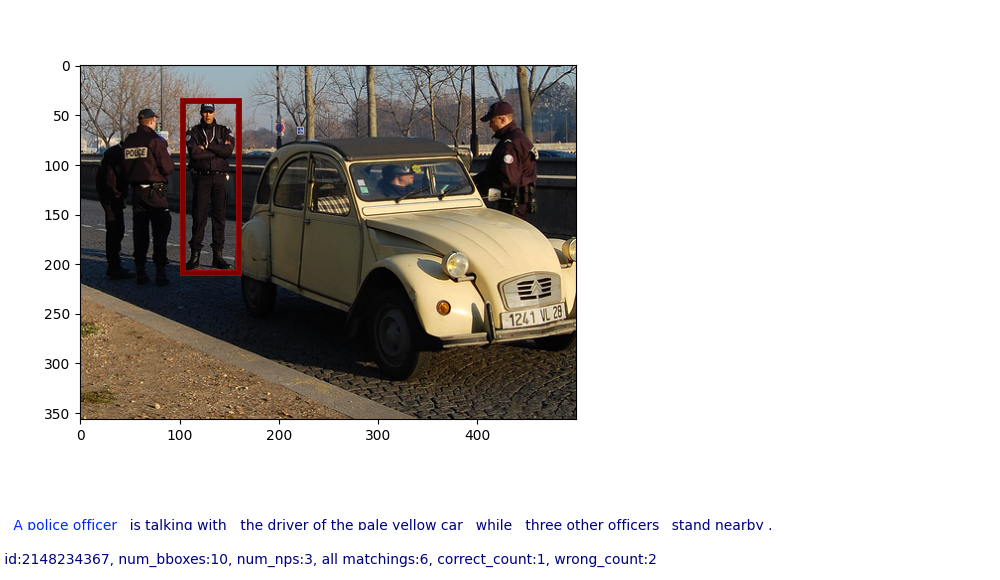 0
50
100
150
200
250
300
350
0 100 200 300 400
POLICE
1241 VL 28
A police officer is talking with the driver of the pale yellow car while three other officers stand nearby .
id:2148234367, num_bboxes:10, num_nps:3, all matchings:6, correct_count:1, wrong_count:2